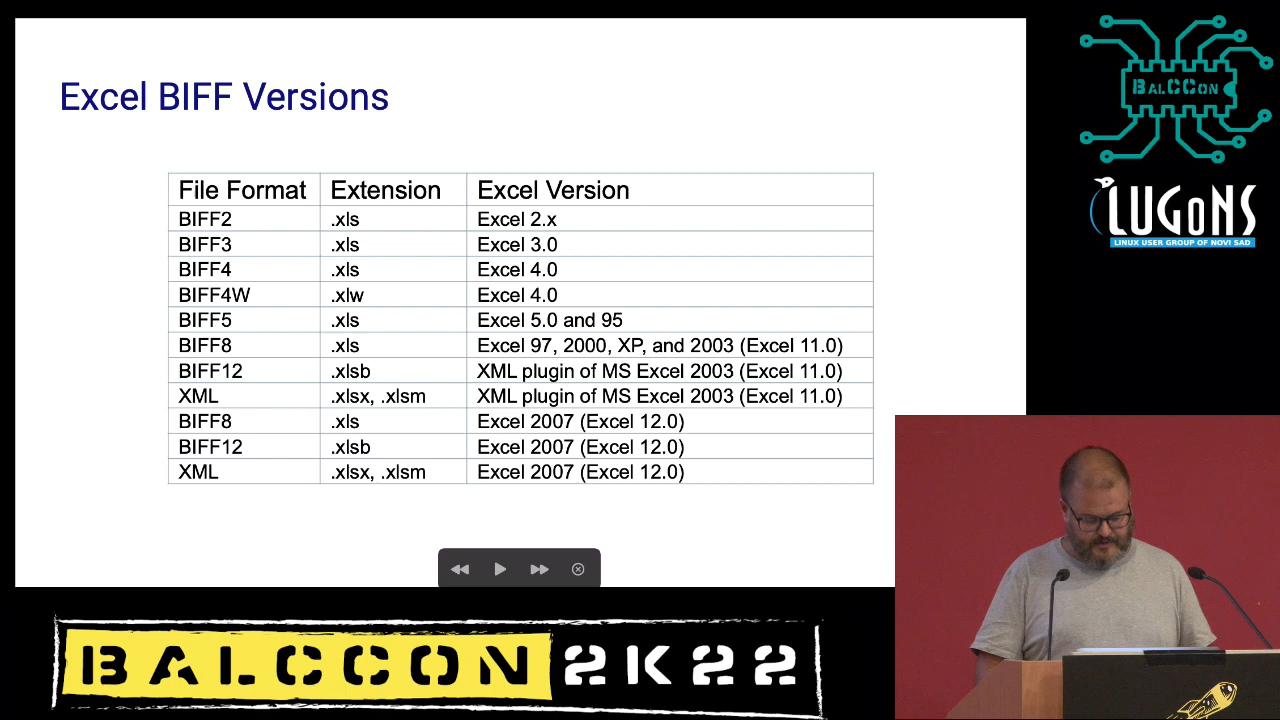 Excel BIFF Versions
File Format Extension Excel Version
BIFF2 .xls Excel 2.x
BIFF3 .xls Excel 3.0
BIFF4 .xls Excel 4.0
BIFF4W .xlw Excel 4.0
BIFF5 .xls Excel 5.0 and 95
BIFF8 .xls Excel 97, 2000, XP, and 2003 (Excel 11.0)
BIFF12 .xlsb XML plugin of MS Excel 2003 (Excel 11.0)
XML .xlsx, .xlsm XML plugin of MS Excel 2003 (Excel 11.0)
BIFF8 .xls Excel 2007 (Excel 12.0)
BIFF12 .xlsb Excel 2007 (Excel 12.0)
XML .xlsx, .xlsm Excel 2007 (Excel 12.0)
BALCCON
LUGONS
LINUX USER GROUP OF NOVI SAD
BALCCON 2K22